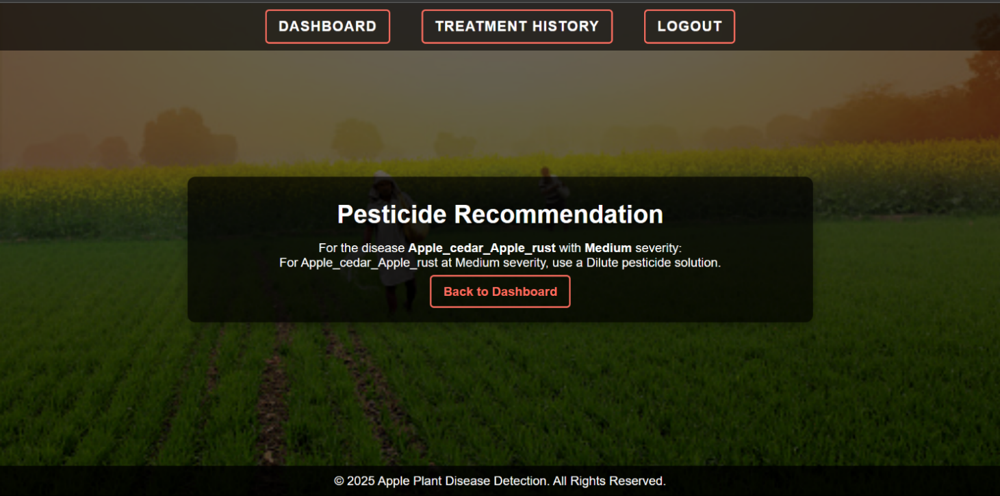 DASHBOARD TREATMENT HISTORY LOGOUT
Pesticide Recommendation
For the disease Apple_cedar_Apple_rust with Medium severity:
For Apple_cedar_Apple_rust at Medium severity, use a Dilute pesticide solution.
Back to Dashboard
© 2025 Apple Plant Disease Detection. All Rights Reserved.